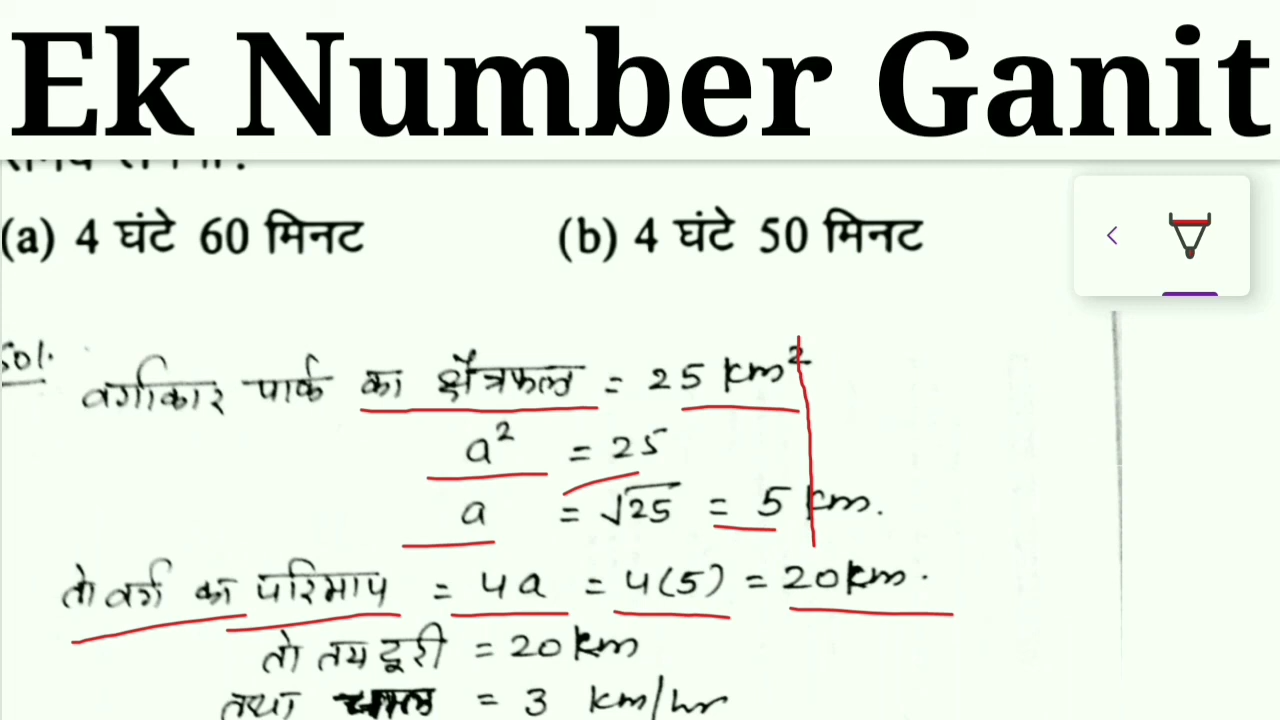 Ek Number Ganit
(a) 4 घंटे 60 मिनट (b) 4 घंटे 50 मिनट
Sol.
वर्गाकार पार्क का क्षैत्रफल = 25 km²
a² = 25
a = √25 = 5 km.
तो वर्ग का परिमाप = 4a = 4(5) = 20 km.
तो तय दूरी = 20 km
तथा चाल = 3 km/hr